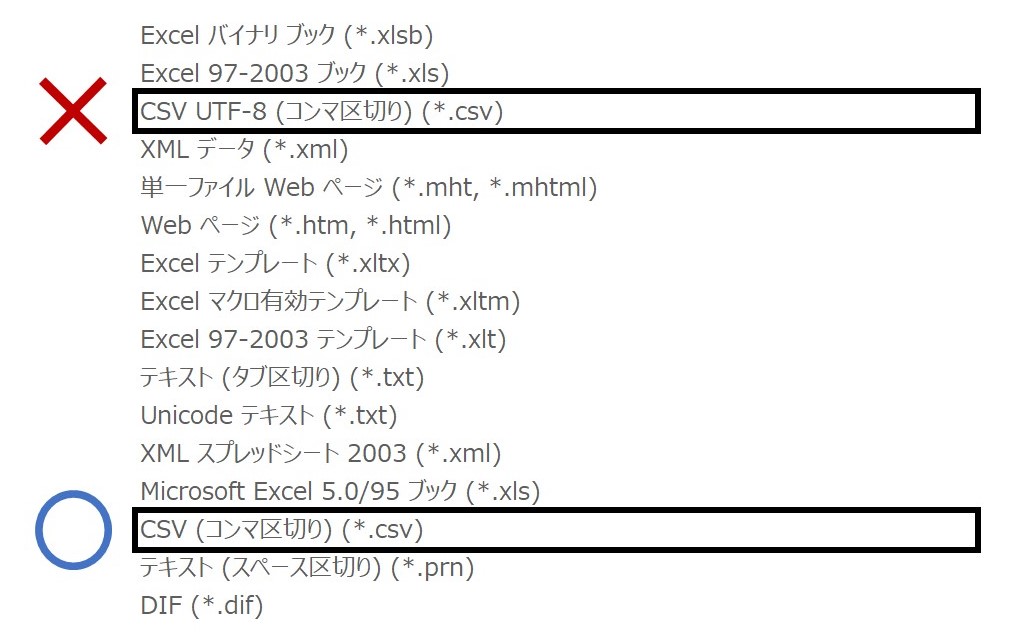 Excel バイナリ ブック (*.xlsb)
Excel 97-2003 ブック (*.xls)
CSV UTF-8 (コンマ区切り) (*.csv)
XML データ (*.xml)
単一ファイル Web ページ (*.mht, *.mhtml)
Web ページ (*.htm, *.html)
Excel テンプレート (*.xltx)
Excel マクロ有効テンプレート (*.xltm)
Excel 97-2003 テンプレート (*.xlt)
テキスト (タブ区切り) (*.txt)
Unicode テキスト (*.txt)
XML スプレッドシート 2003 (*.xml)
Microsoft Excel 5.0/95 ブック (*.xls)
CSV (コンマ区切り) (*.csv)
テキスト (スペース区切り) (*.prn)
DIF (*.dif)